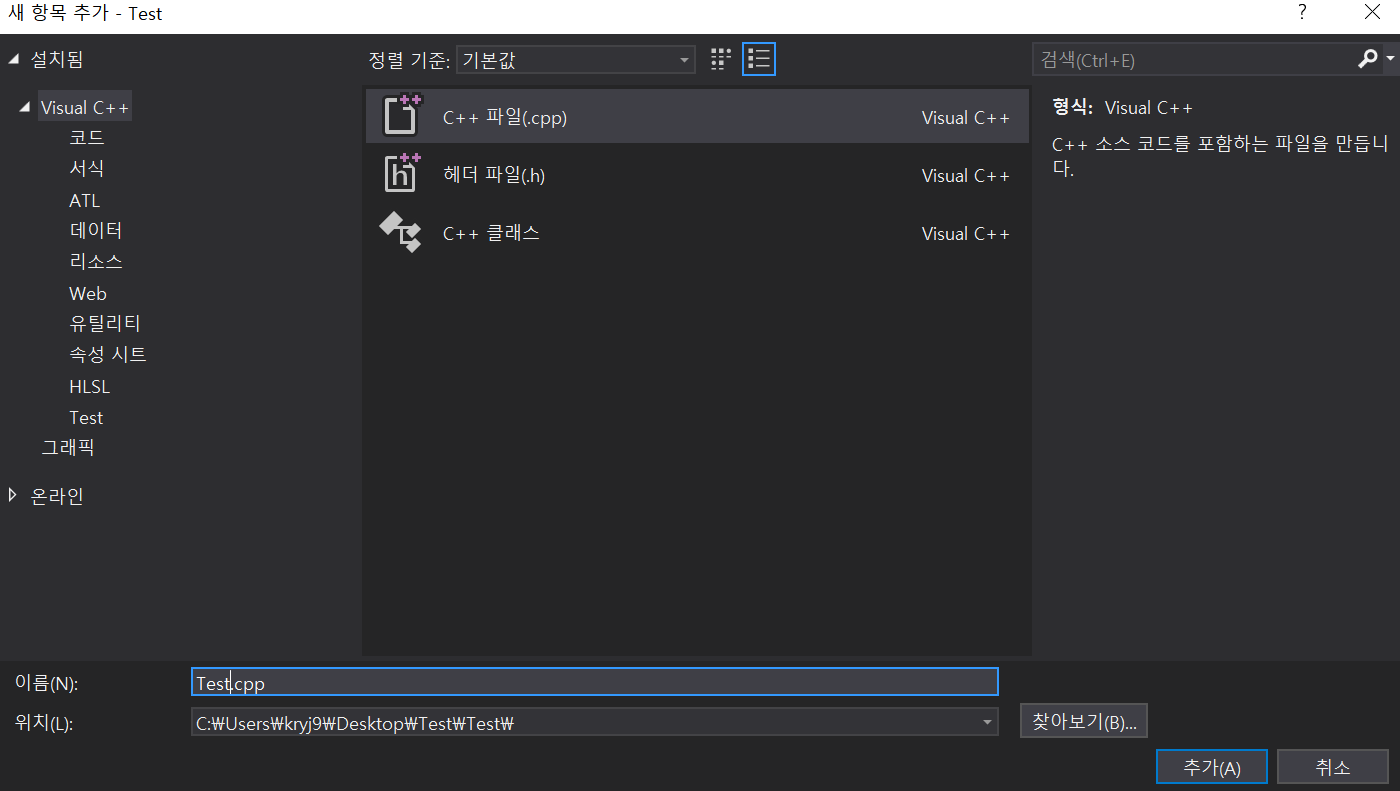 새 항목 추가 - Test
?
설치됨
Visual C++
코드
서식
ATL
데이터
리소스
Web
유틸리티
속성 시트
HLSL
Test
그래픽
온라인
정렬 기준: 기본값
C++ 파일(.cpp) Visual C++
헤더 파일(.h) Visual C++
C++ 클래스 Visual C++
검색(Ctrl+E)
형식: Visual C++
C++ 소스 코드를 포함하는 파일을 만듭니
다.
이름(N): Test.cpp
위치(L): C:₩Users₩kryj9₩Desktop₩Test₩Test₩
찾아보기(B)...
추가(A) 취소